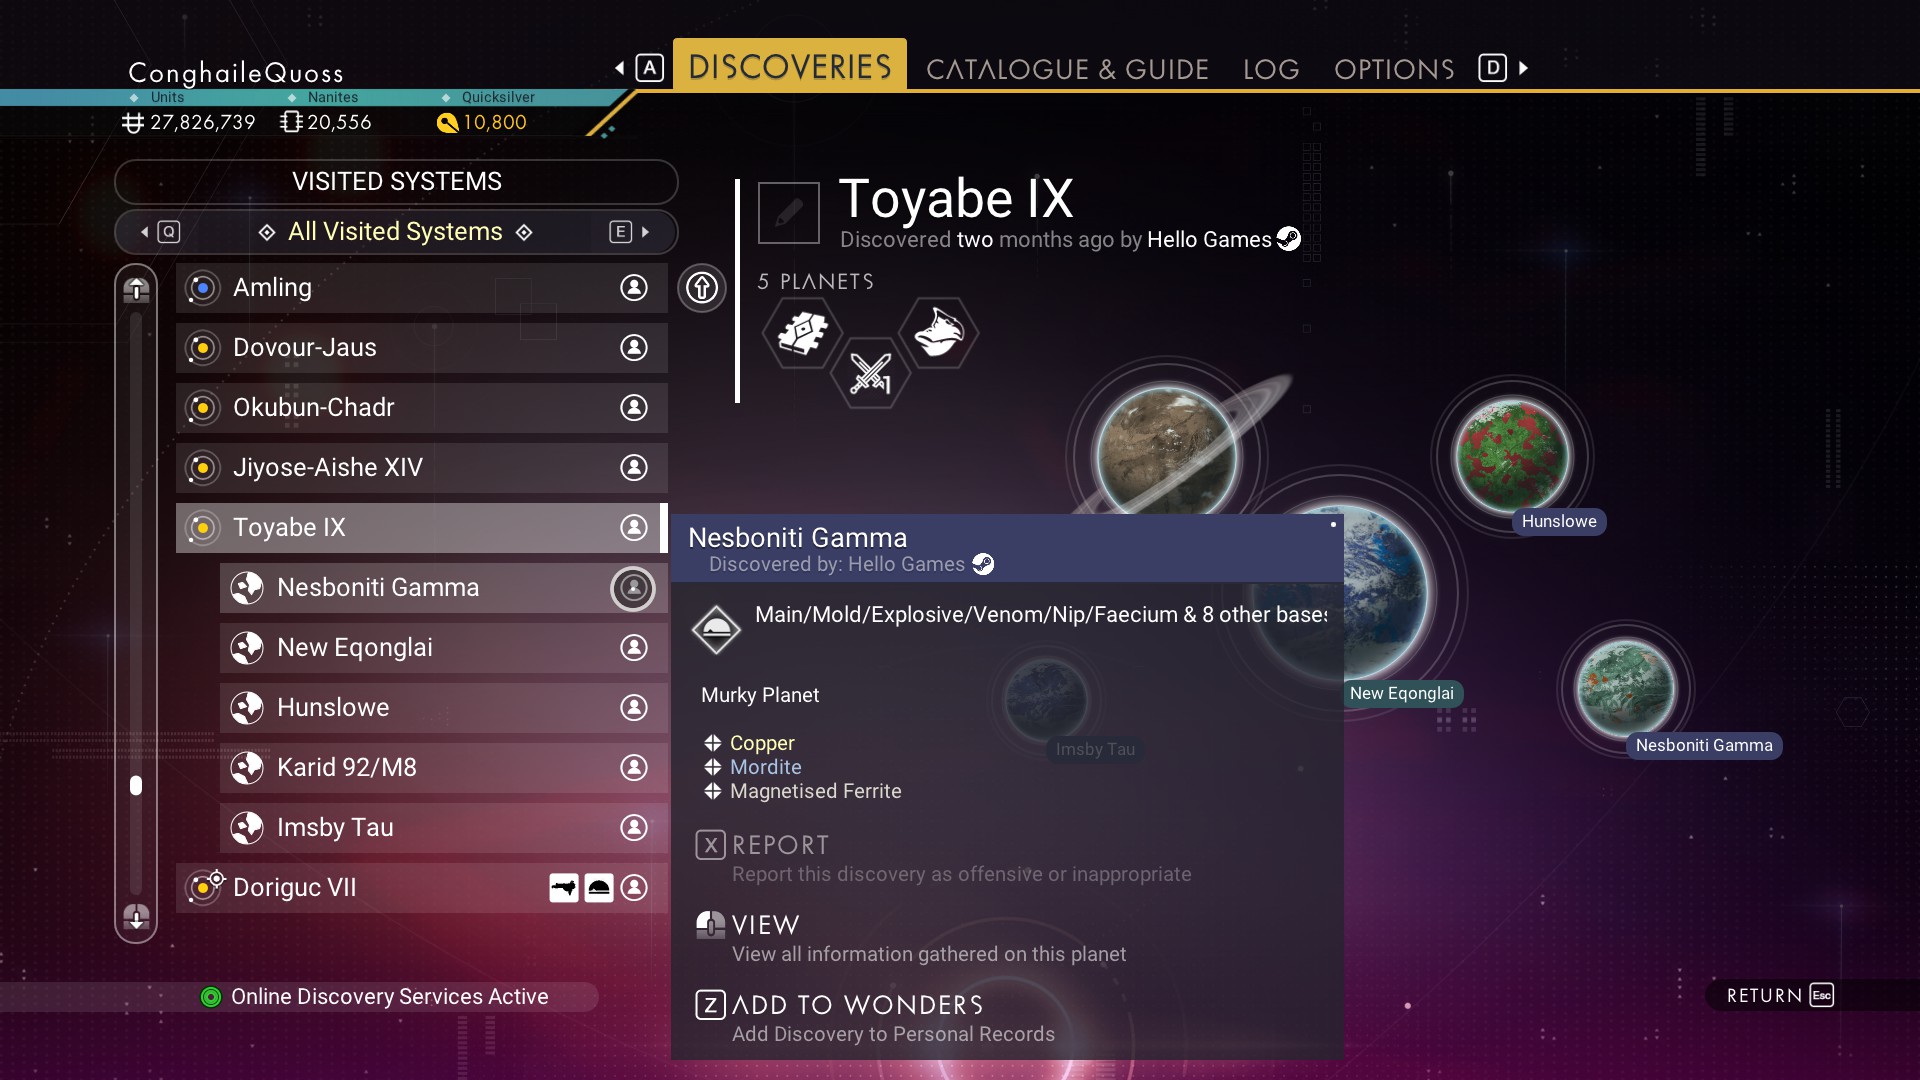 ConghaileQuoss
Units
Nanites
Quicksilver
27,826,739
20,556
10,800
A
DISCOVERIES
CATALOGUE & GUIDE
LOG
OPTIONS
D
VISITED SYSTEMS
Q
All Visited Systems
E
Amling
Dovour-Jaus
Okubun-Chadr
Jiyose-Aishe XIV
Toyabe IX
Nesboniti Gamma
New Eqonglai
Hunslowe
Karid 92/M8
Imsby Tau
Doriguc VII
Online Discovery Services Active
Toyabe IX
Discovered two months ago by Hello Games
5 PLANETS
1
Hunslowe
New Eqonglai
Nesboniti Gamma
Imsby Tau
Nesboniti Gamma
Discovered by: Hello Games
Main/Mold/Explosive/Venom/Nip/Faecium & 8 other bases
Murky Planet
Copper
Mordite
Magnetised Ferrite
X REPORT
Report this discovery as offensive or inappropriate
VIEW
View all information gathered on this planet
Z ADD TO WONDERS
Add Discovery to Personal Records
RETURN Esc